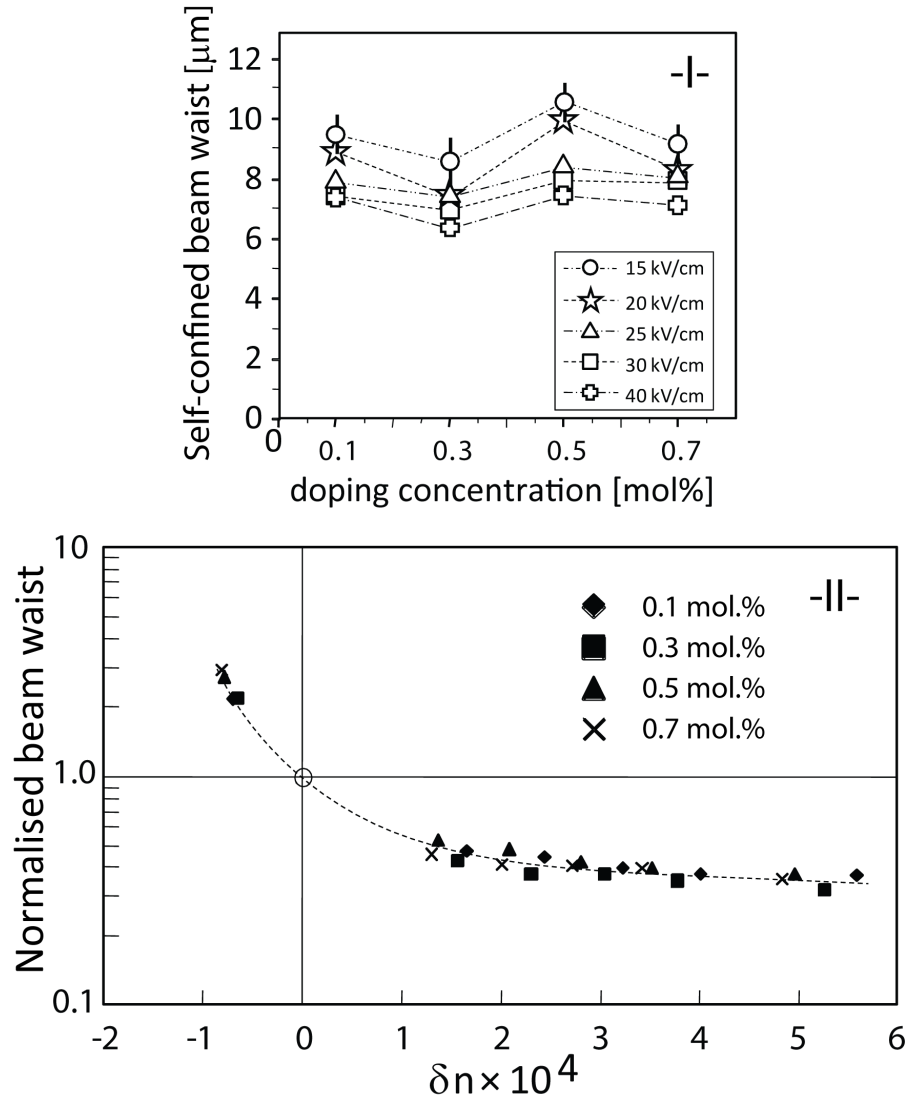 Self-confined beam waist [μm]
12
10
8
6
4
2
0
0
0.1 0.3 0.5 0.7
doping concentration [mol%]
-I-
15 kV/cm
20 kV/cm
25 kV/cm
30 kV/cm
40 kV/cm
Normalised beam waist
10
1.0
0.1
-2 -1 0 1 2 3 4 5 6
δn × 10⁴
-II-
0.1 mol.%
0.3 mol.%
0.5 mol.%
0.7 mol.%